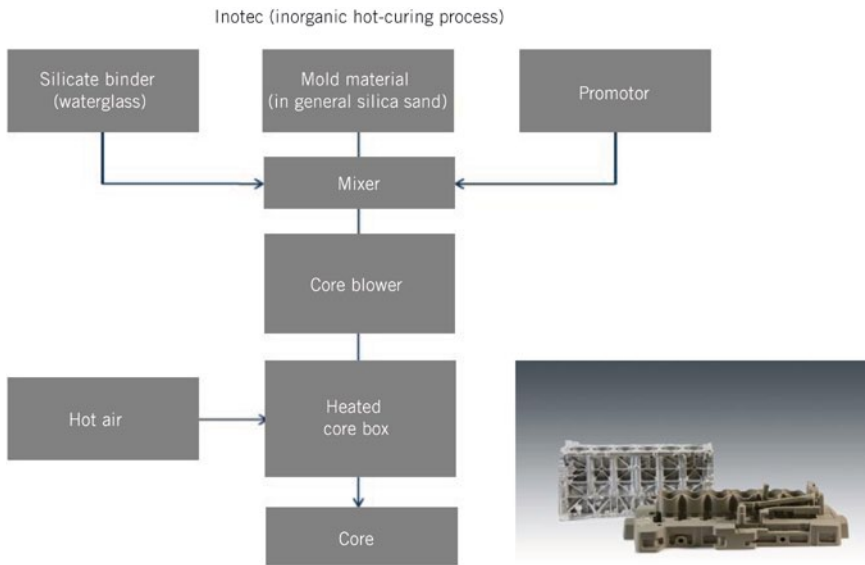 Inotec (inorganic hot-curing process)
Silicate binder
(waterglass)
Mold material
(in general silica sand)
Promotor
Mixer
Core blower
Hot air
Heated
core box
Core